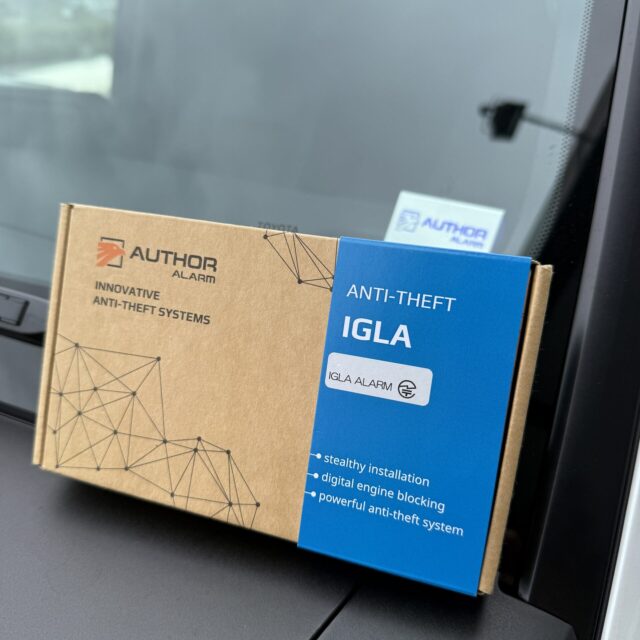 TOYOTA
AUTHOR
ALARM
AUTHOR
ALARM
INNOVATIVE
ANTI-THEFT SYSTEMS
ANTI-THEFT
IGLA
IGLA ALARM
stealthy installation
digital engine blocking
powerful anti-theft system